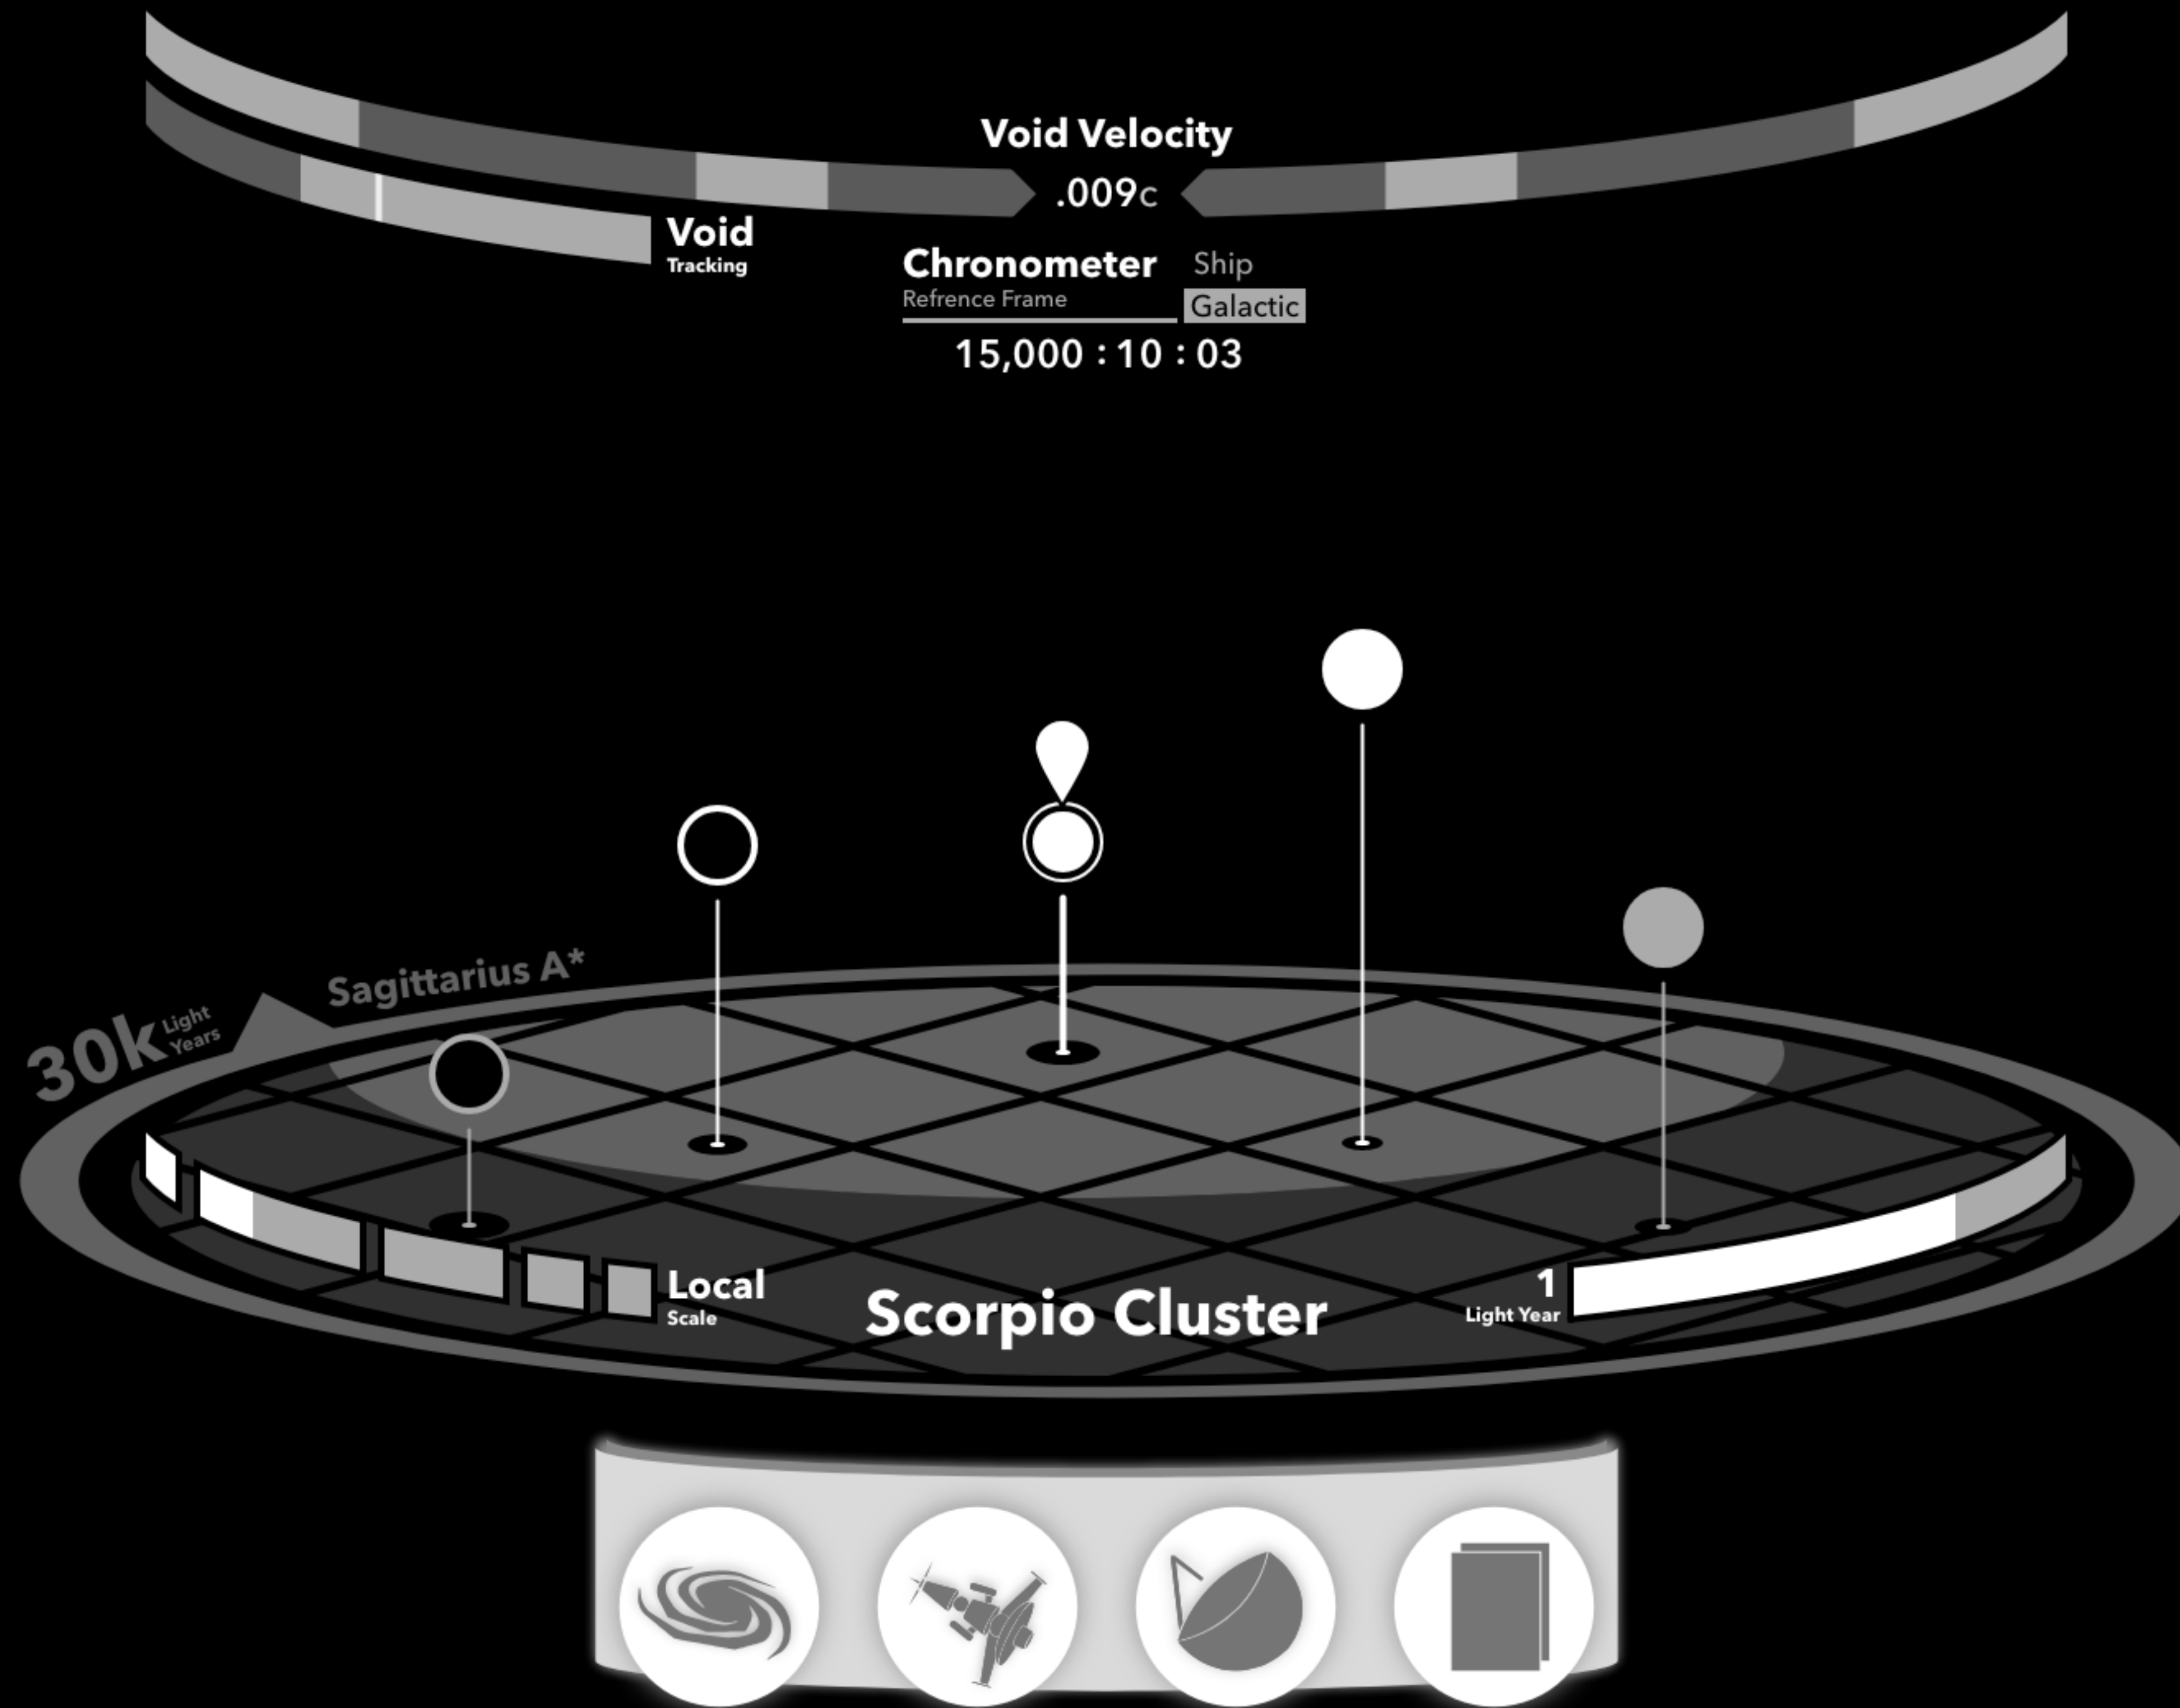 Void Velocity
.009c
Void
Tracking
Chronometer
Refrence Frame
Ship
Galactic
15,000 : 10 : 03
Sagittarius A*
30k Light Years
Local
Scale
Scorpio Cluster
1
Light Year